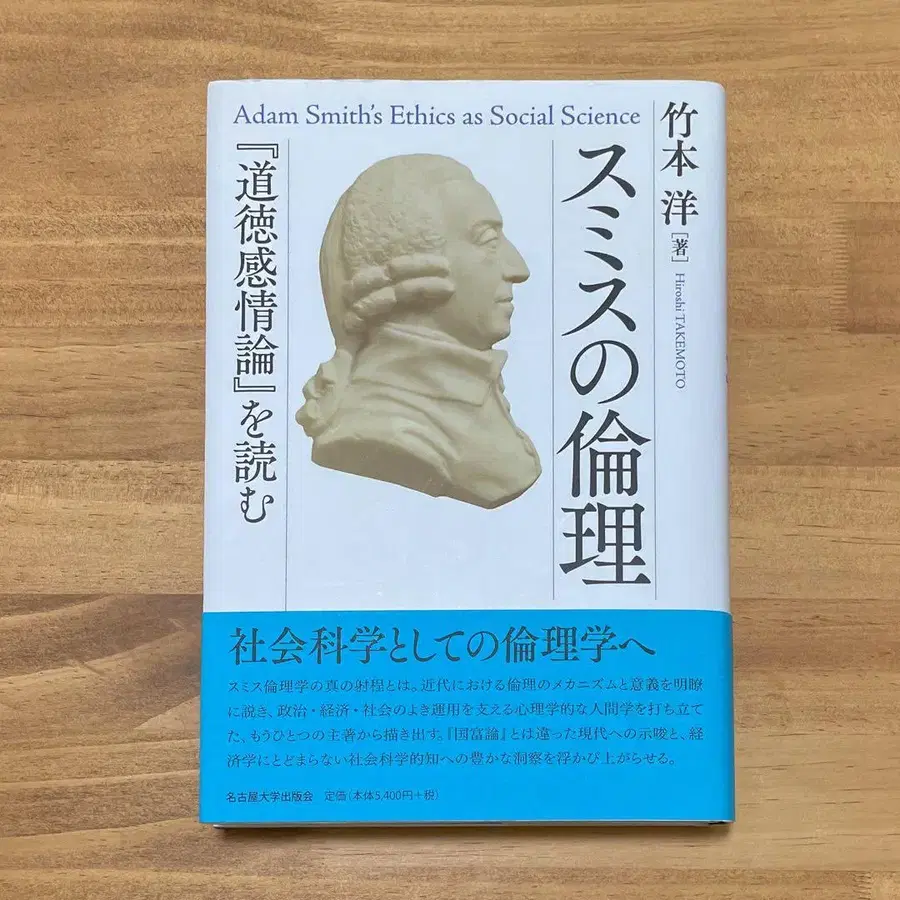 Adam Smith's Ethics as Social Science
竹本 洋[著]
Hiroshi TAKEMOTO
スミスの倫理
『道徳感情論』を読む
社会科学としての倫理学へ
スミス倫理学の真の射程とは。近代における倫理のメカニズムと意義を明瞭
に説き、政治・経済・社会のよき運用を支える心理学的な人間学を打ち立て
た、もうひとつの主著から描き出す。『国富論』とは違った現代への示唆と、経
済学にとどまらない社会科学的知への豊かな洞察を浮かび上がらせる。
名古屋大学出版会 定価(本体5,400円+税)